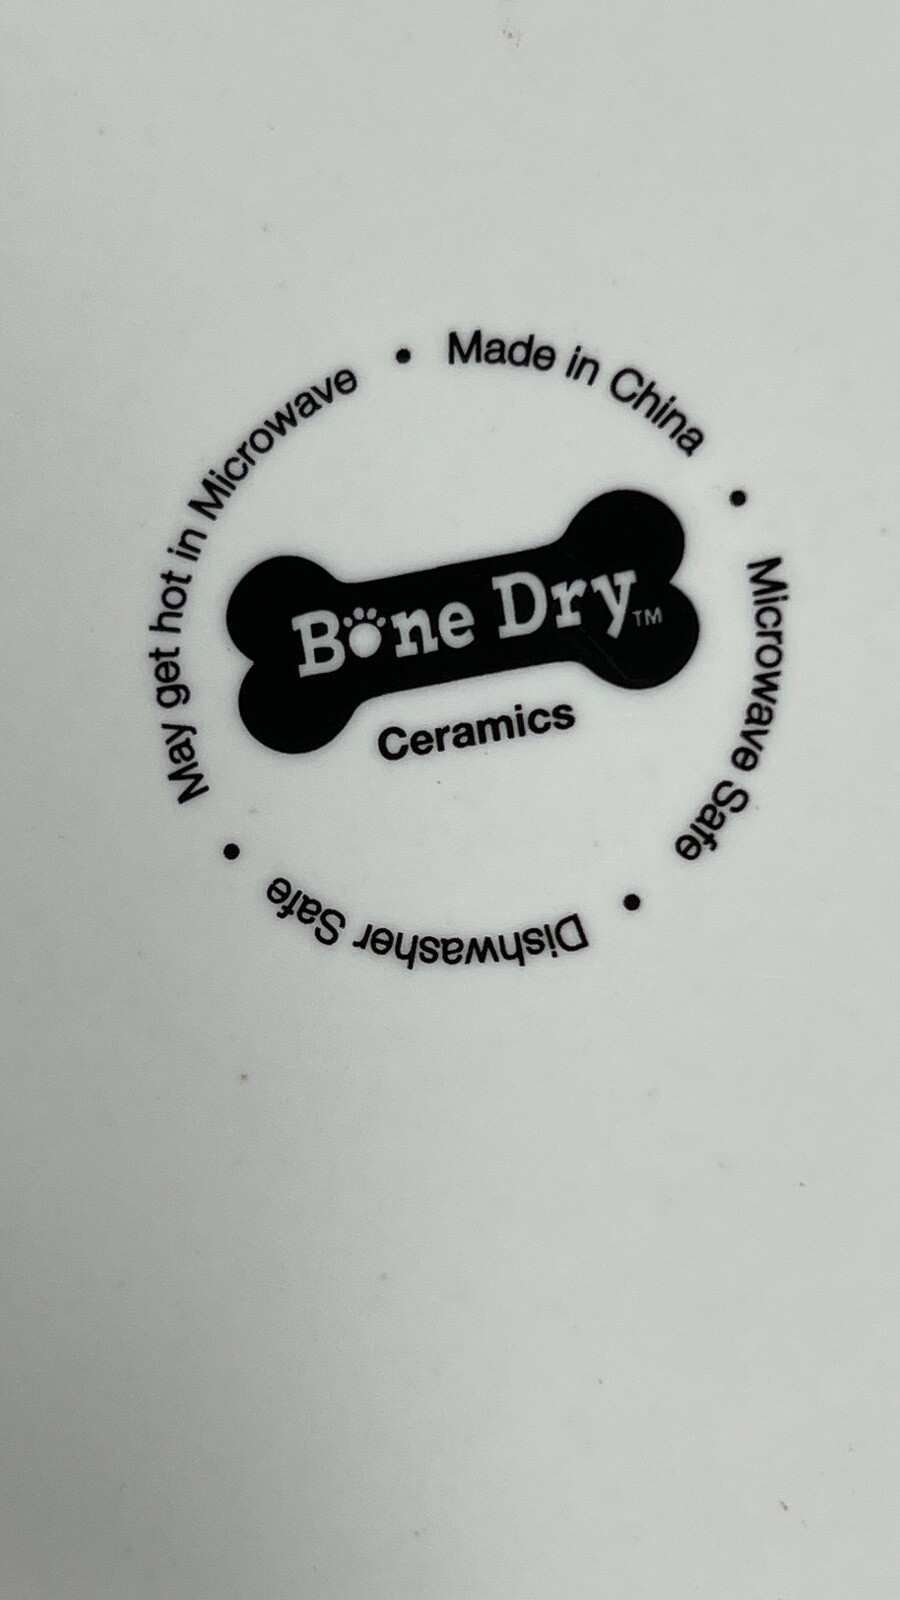 Bone Dry™
Ceramics
Made in China • Microwave Safe • Dishwasher Safe • May get hot in Microwave •